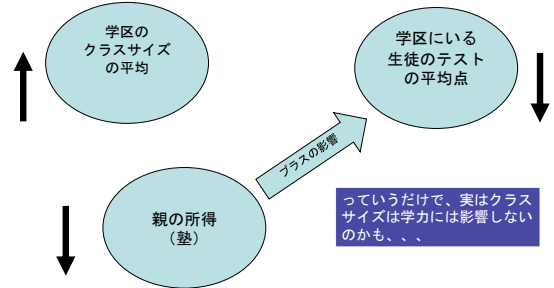 学区の
クラスサイズ
の平均
学区にいる
生徒のテスト
の平均点
プラスの影響
親の所得
（塾）
っていうだけで、実はクラス
サイズは学力には影響しない
のかも、、、